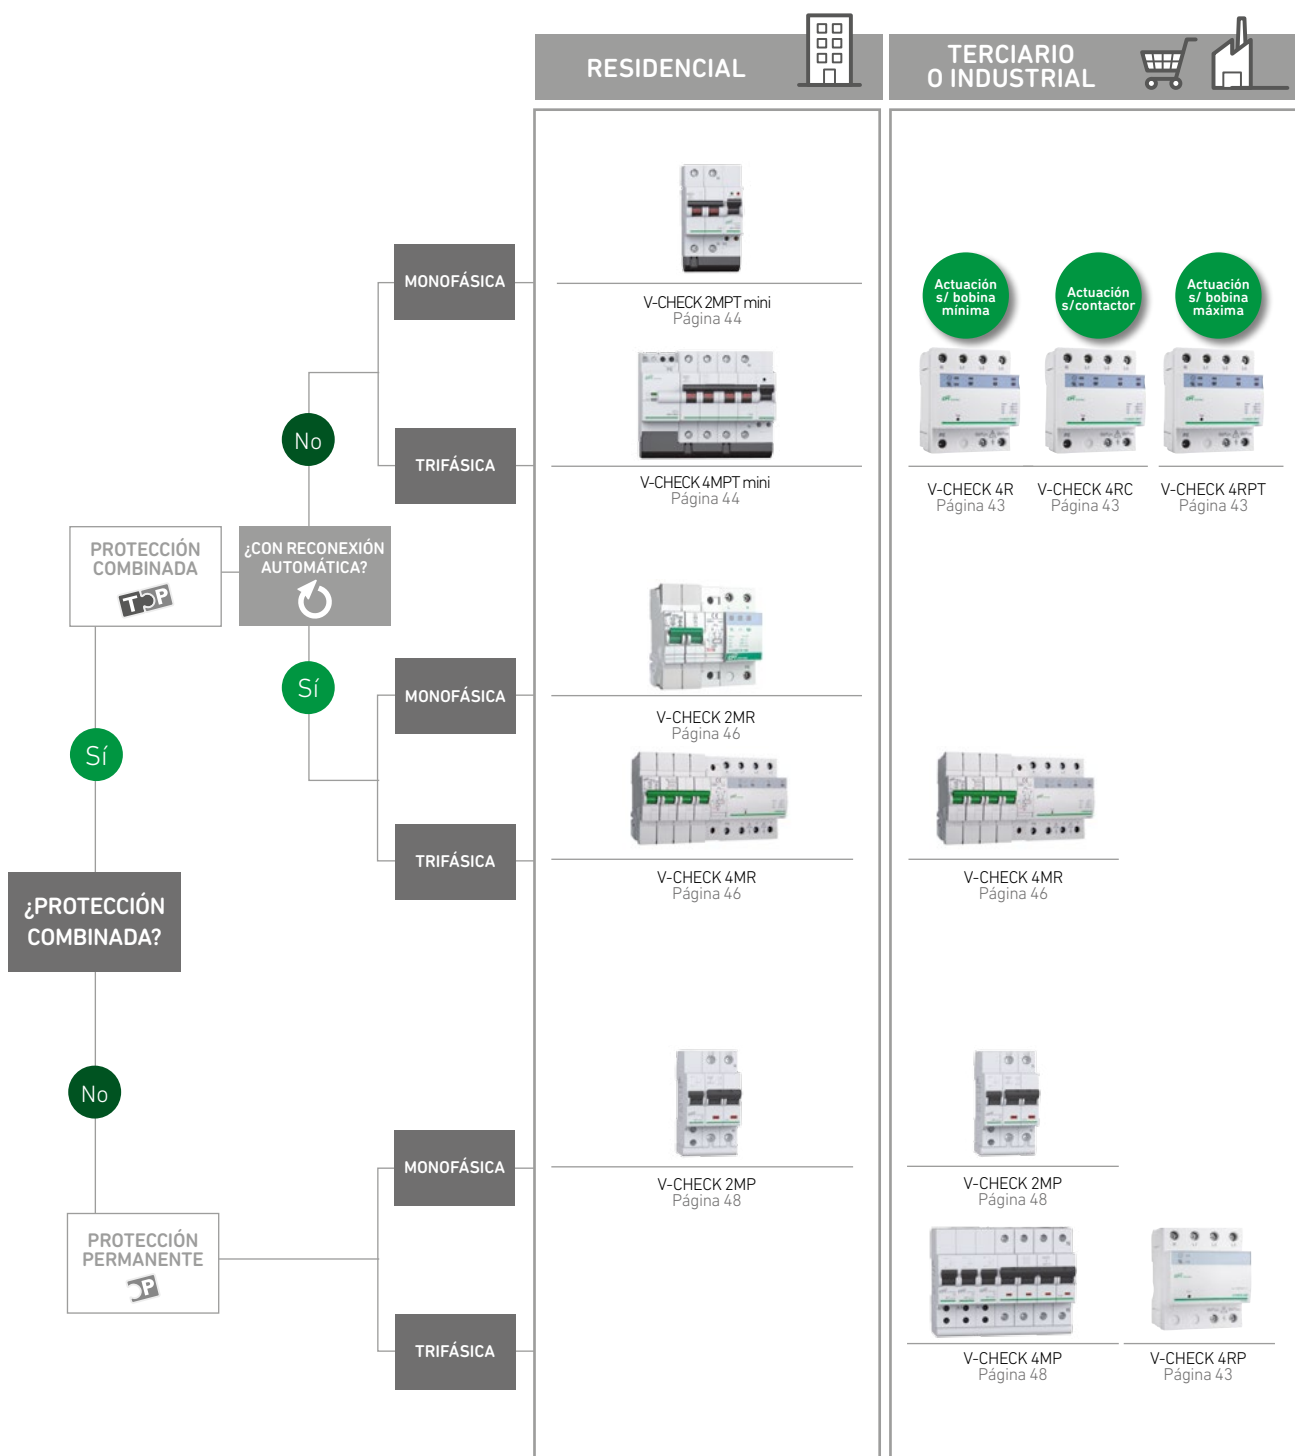 RESIDENCIAL
TERCIARIO
O INDUSTRIAL
MONOFÁSICA
V-CHECK 2MPT mini
Página 44
Actuación
s/ bobina
mínima
Actuación
s/contactor
Actuación
s/ bobina
máxima
No
TRIFÁSICA
V-CHECK 4MPT mini
Página 44
V-CHECK 4R
Página 43
V-CHECK 4RC
Página 43
V-CHECK 4RPT
Página 43
PROTECCIÓN
COMBINADA
TOP
¿CON RECONEXIÓN
AUTOMÁTICA?
Sí
MONOFÁSICA
V-CHECK 2MR
Página 46
Sí
TRIFÁSICA
V-CHECK 4MR
Página 46
V-CHECK 4MR
Página 46
¿PROTECCIÓN
COMBINADA?
No
MONOFÁSICA
V-CHECK 2MP
Página 48
V-CHECK 2MP
Página 48
PROTECCIÓN
PERMANENTE
P
TRIFÁSICA
V-CHECK 4MP
Página 48
V-CHECK 4RP
Página 43